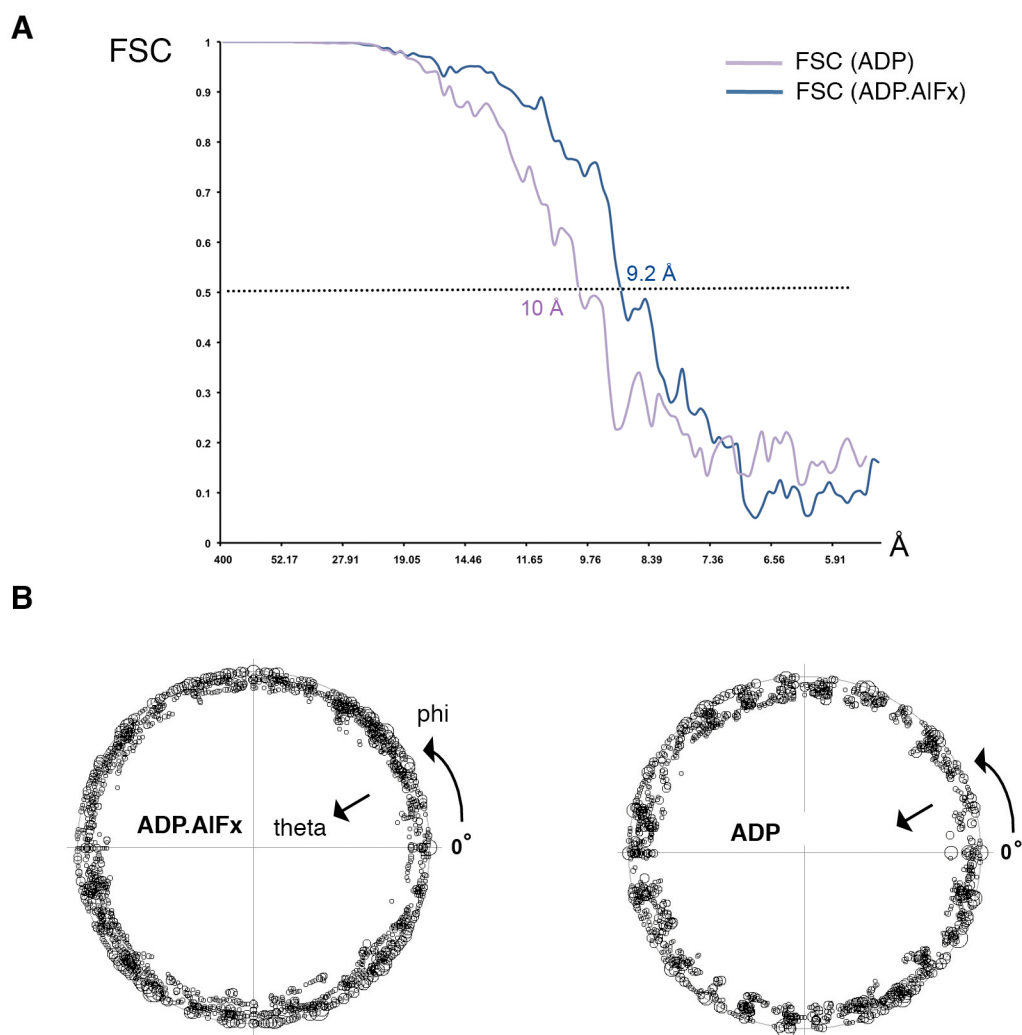 A
FSC
FSC (ADP)
FSC (ADP.AlFx)
1
0.9
0.8
0.7
0.6
0.5
0.4
0.3
0.2
0.1
0
9.2 Å
10 Å
400 52.17 27.91 19.05 14.46 11.65 9.76 8.39 7.36 6.56 5.91
Å
B
phi
ADP.AlFx
theta
0°
ADP
0°